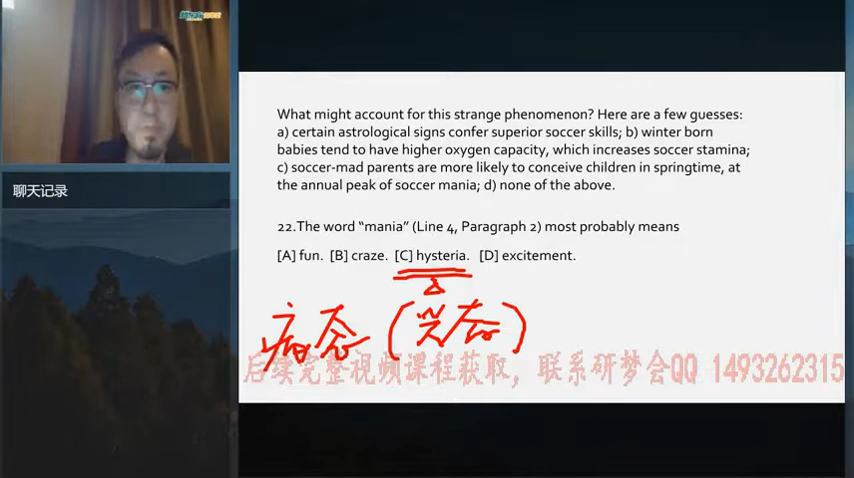 聊天记录
What might account for this strange phenomenon? Here are a few guesses:
a) certain astrological signs confer superior soccer skills; b) winter born
babies tend to have higher oxygen capacity, which increases soccer stamina;
c) soccer-mad parents are more likely to conceive children in springtime, at
the annual peak of soccer mania; d) none of the above.
22.The word “mania” (Line 4, Paragraph 2) most probably means
[A] fun. [B] craze. [C] hysteria. [D] excitement.
后续完整视频课程获取，联系研梦会QQ 1493262315